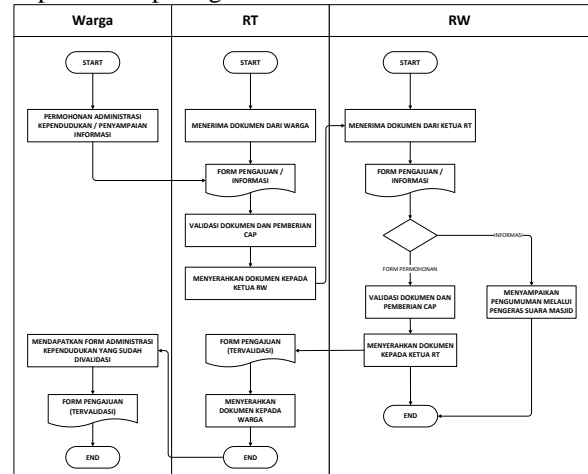 Warga
RT
RW
START
PERMOHONAN ADMINISTRASI
KEPENDUDUKAN / PENYAMPAIAN
INFORMASI
MENDAPATKAN FORM ADMINISTRASI
KEPENDUDUKAN YANG SUDAH
DIVALIDASI
FORM PENGAJUAN
(TERVALIDASI)
END
START
MENERIMA DOKUMEN DARI WARGA
FORM PENGAJUAN /
INFORMASI
VALIDASI DOKUMEN DAN PEMBERIAN
CAP
MENYERAHKAN DOKUMEN KEPADA
KETUA RW
FORM PENGAJUAN
(TERVALIDASI)
MENYERAHKAN
DOKUMEN KEPADA
WARGA
END
START
MENERIMA DOKUMEN DARI KETUA RT
FORM PENGAJUAN /
INFORMASI
INFORMASI
FORM PERMOHONAN
VALIDASI DOKUMEN DAN
PEMBERIAN CAP
MENYAMPAIKAN
PENGUMUMAN MELALUI
PENGERAS SUARA MASJID
MENYERAHKAN DOKUMEN
KEPADA KETUA RT
END